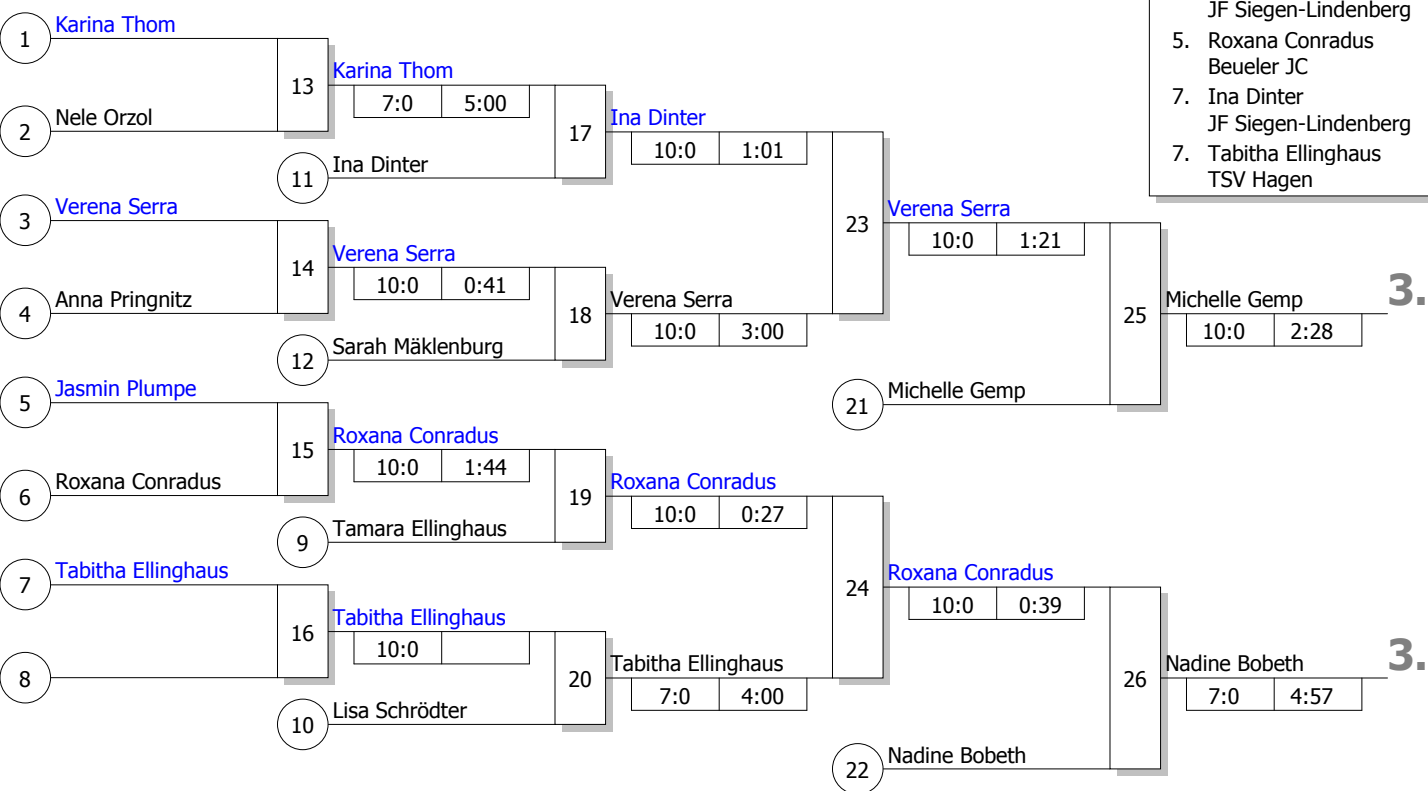 JF Siegen-Lindenberg
5. Roxana Conradus
Beueler JC
7. Ina Dinter
JF Siegen-Lindenberg
7. Tabitha Ellinghaus
TSV Hagen
1 Karina Thom
2 Nele Orzol
13 Karina Thom
7:0 5:00
11 Ina Dinter
17 Ina Dinter
10:0 1:01
3 Verena Serra
4 Anna Pringnitz
14 Verena Serra
10:0 0:41
12 Sarah Mäklenburg
18 Verena Serra
10:0 3:00
23 Verena Serra
10:0 1:21
21 Michelle Gemp
25 Michelle Gemp 3.
10:0 2:28
5 Jasmin Plumpe
6 Roxana Conradus
15 Roxana Conradus
10:0 1:44
9 Tamara Ellinghaus
19 Roxana Conradus
10:0 0:27
7 Tabitha Ellinghaus
8
16 Tabitha Ellinghaus
10:0
10 Lisa Schrödter
20 Tabitha Ellinghaus
7:0 4:00
24 Roxana Conradus
10:0 0:39
22 Nadine Bobeth
26 Nadine Bobeth 3.
7:0 4:57